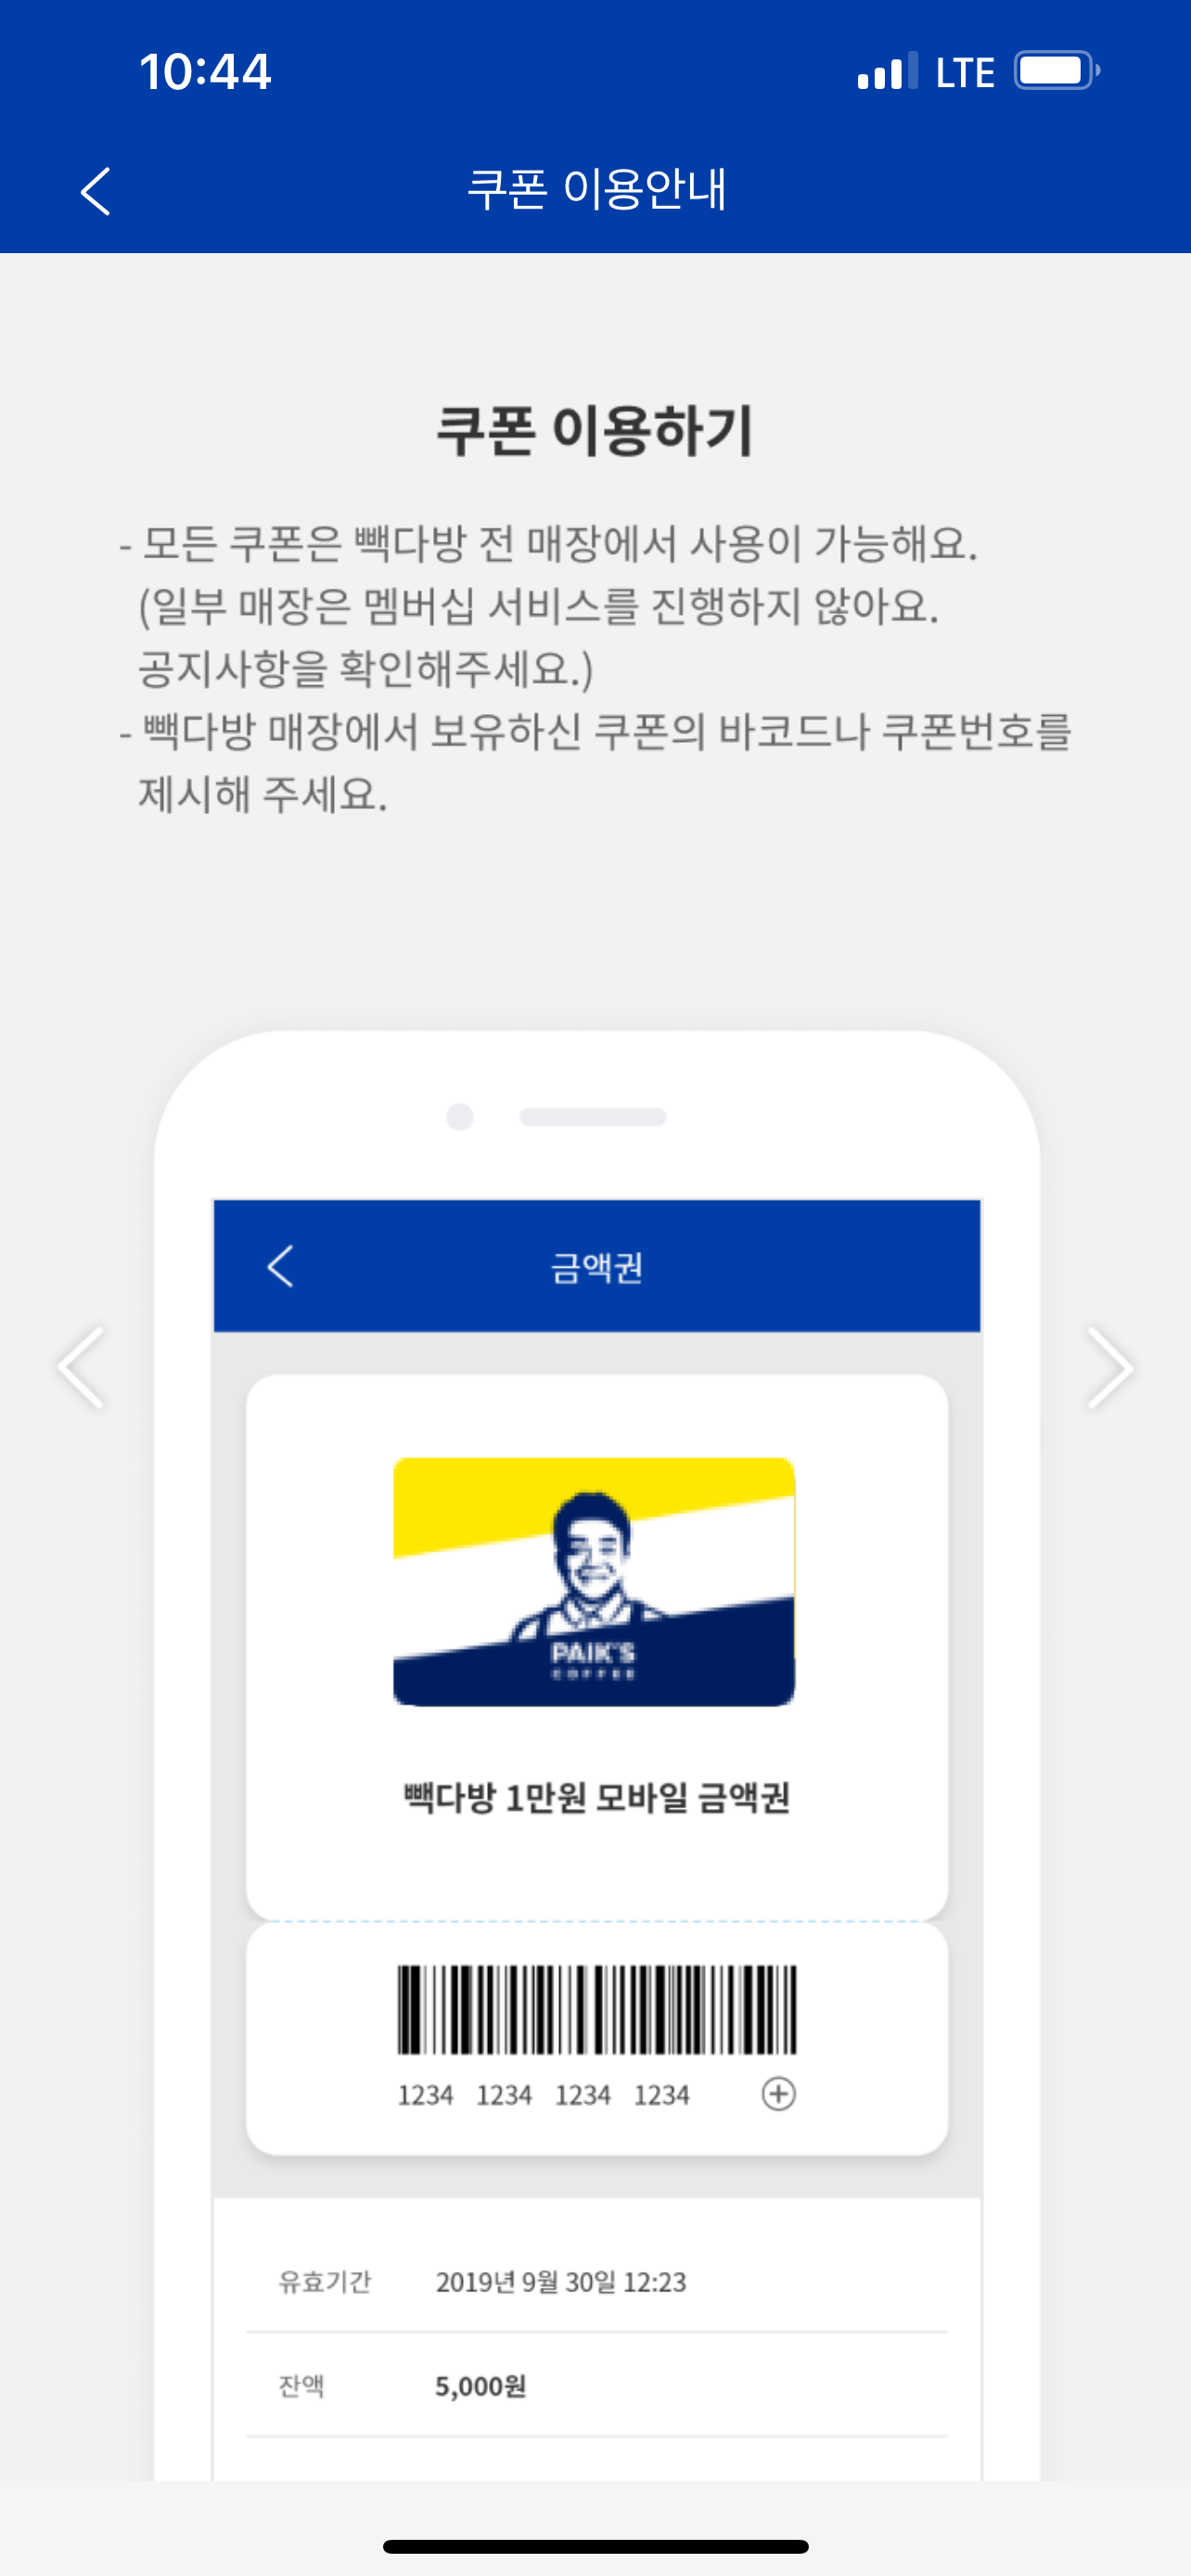 10:44
LTE
쿠폰 이용안내
쿠폰 이용하기
- 모든 쿠폰은 빽다방 전 매장에서 사용이 가능해요.
(일부 매장은 멤버십 서비스를 진행하지 않아요.
공지사항을 확인해주세요.)
- 빽다방 매장에서 보유하신 쿠폰의 바코드나 쿠폰번호를
제시해 주세요.
금액권
PAIK'S
COFFEE
빽다방 1만원 모바일 금액권
1234 1234 1234 1234
유효기간 2019년 9월 30일 12:23
잔액 5,000원